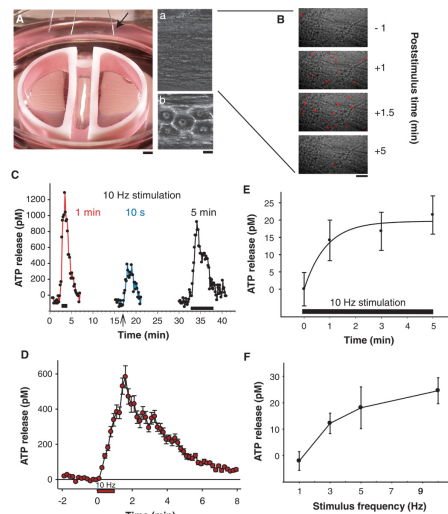 A
a
b
B
- 1
+1
+1.5
+5
Poststimulus time (min)
C
ATP release (pM)
1200
1000
800
600
400
200
0
10 Hz stimulation
1 min
10 s
5 min
0 5 10 15 20 25 30 35 40
Time (min)
D
ATP release (pM)
600
400
200
0
10 Hz
-2 0 2 4 6 8
Time (min)
E
ATP release (pM)
25
20
15
10
5
0
10 Hz stimulation
0 1 2 3 4 5
Time (min)
F
ATP release (pM)
30
20
10
0
1 3 5 7 9
Stimulus frequency (Hz)